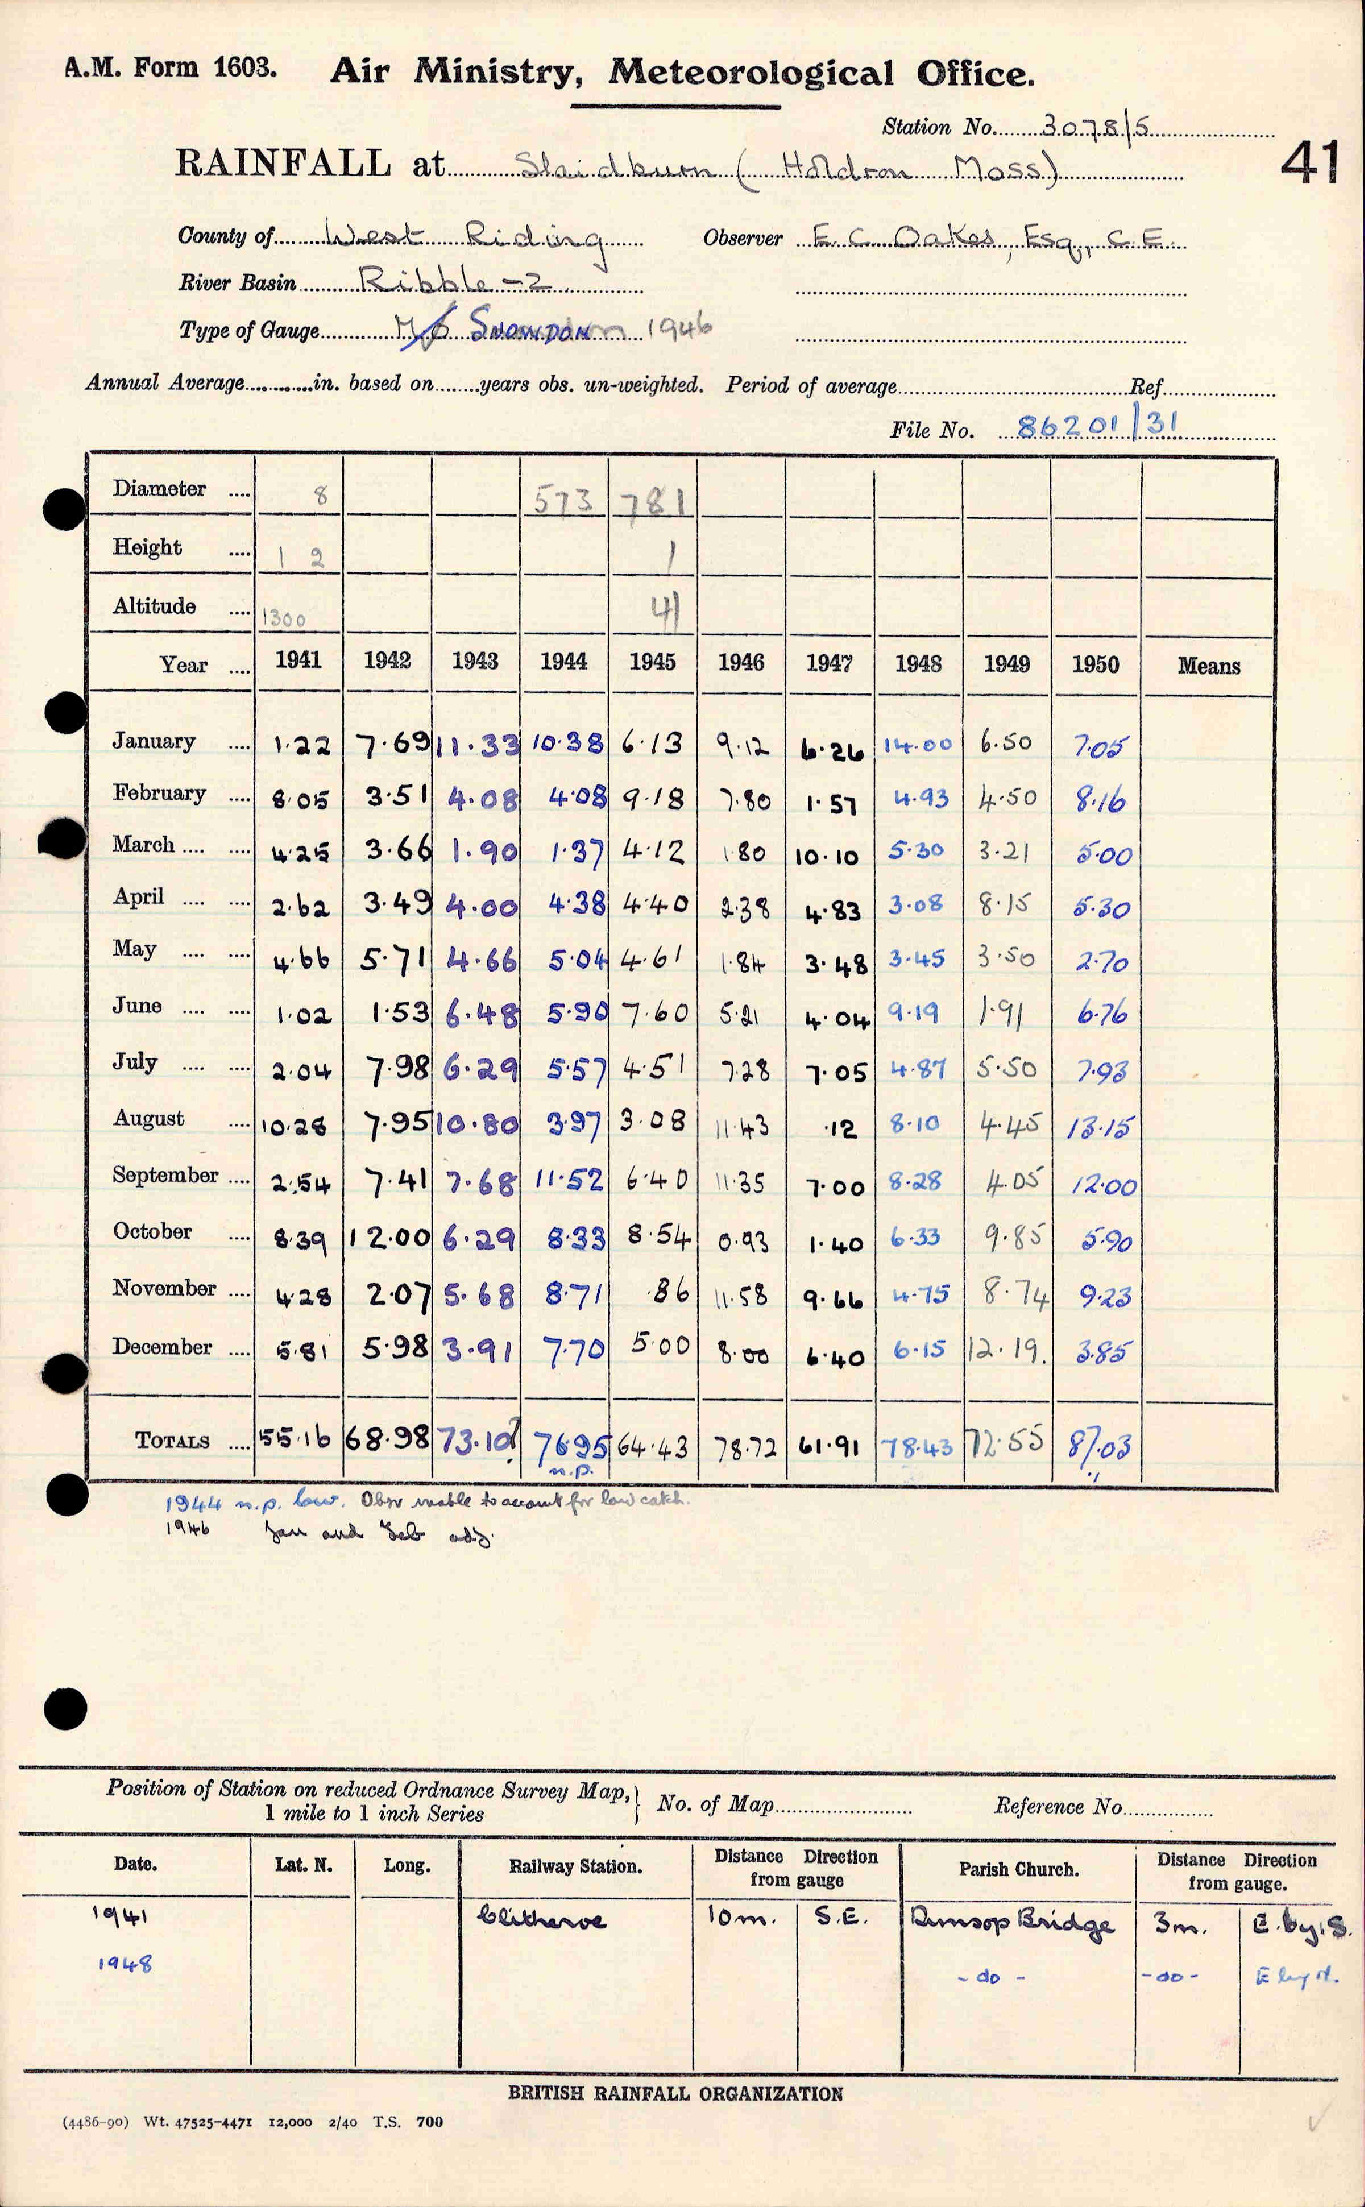 A.M. Form 1603. Air Ministry, Meteorological Office.
Station No. 3078/5
41
RAINFALL at Slaidburn (Holdron Moss)
County of West Riding Observer E. C. Oakes, Esq., C.E.
River Basin Ribble - 2
Type of Gauge SNOWDON 1946
Annual Average in. based on years obs. un-weighted. Period of average Ref.
File No. 86201/31
Diameter .... 8 573 781
Height .... 1 2 1
Altitude .... 1300 41
Year .... 1941 1942 1943 1944 1945 1946 1947 1948 1949 1950 Means
January .... 1.22 7.69 11.33 10.38 6.13 9.12 6.26 14.00 6.50 7.05
February .... 8.05 3.51 4.08 4.08 9.18 7.80 1.57 4.93 4.50 8.16
March .... .... 4.25 3.66 1.90 1.37 4.12 1.80 10.10 5.30 3.21 5.00
April .... .... 2.62 3.49 4.00 4.38 4.40 2.38 4.83 3.08 8.15 5.30
May .... .... 4.66 5.71 4.66 5.04 4.61 1.84 3.48 3.45 3.50 2.70
June .... .... 1.02 1.53 6.48 5.90 7.60 5.21 4.04 9.19 1.91 6.76
July .... .... 2.04 7.98 6.29 5.57 4.51 7.28 7.05 4.87 5.50 7.93
August .... 10.28 7.95 10.80 3.97 3.08 11.43 .12 8.10 4.45 13.15
September .... 2.54 7.41 7.68 11.52 6.40 11.35 7.00 8.28 4.05 12.00
October .... 8.39 12.00 6.29 8.33 8.54 0.93 1.40 6.33 9.85 5.90
November .... 4.28 2.07 5.68 8.71 .86 11.58 9.66 4.75 8.74 9.23
December .... 5.81 5.98 3.91 7.70 5.00 8.00 6.40 6.15 12.19. 3.85
TOTALS .... 55.16 68.98 73.10? 76.95 64.43 78.72 61.91 78.43 72.55 87.03
n.p.
1944 n.p. low. Obsr unable to account for low catch.
1946 Jan and Feb adj.
Position of Station on reduced Ordnance Survey Map, 1 mile to 1 inch Series } No. of Map Reference No.
Date. Lat. N. Long. Railway Station. Distance Direction from gauge Parish Church. Distance Direction from gauge.
1941 Clitheroe 10m. S.E. Dunsop Bridge 3m. E. by. S.
1948 - do - - do - E by N.
BRITISH RAINFALL ORGANIZATION
(4486-90) Wt. 47525-4471 12,000 2/40 T.S. 700